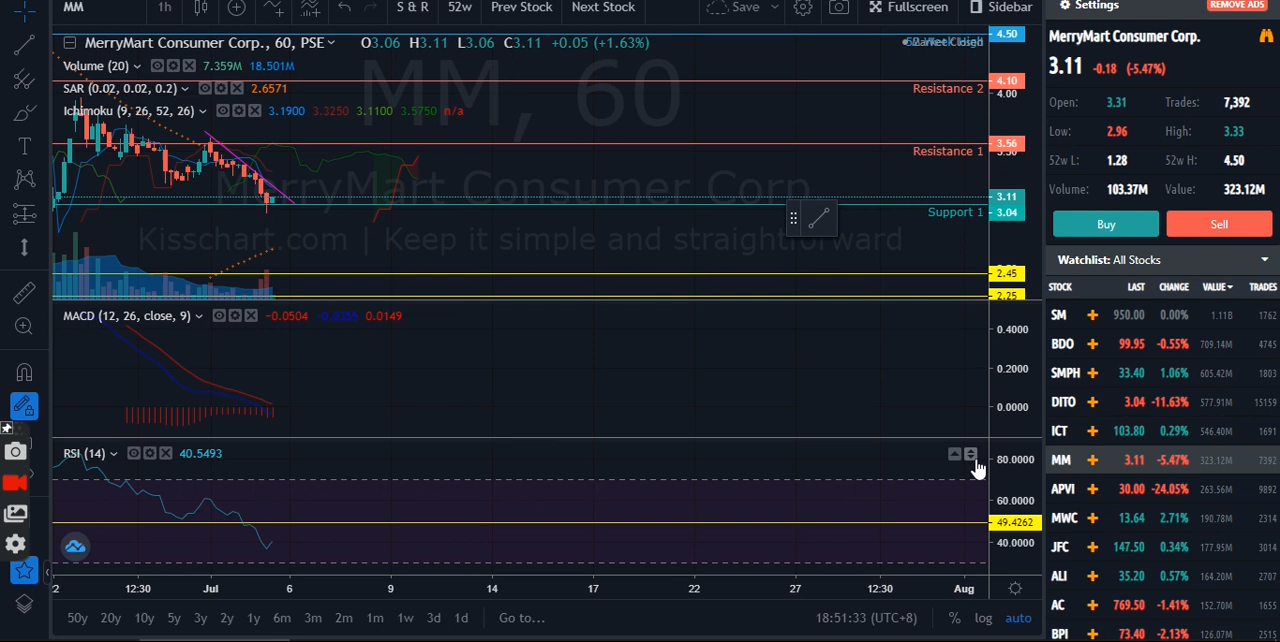 MM 1h S & R 52w Prev Stock Next Stock Save Fullscreen Sidebar
MerryMart Consumer Corp., 60, PSE O3.06 H3.11 L3.06 C3.11 +0.05 (+1.63%)
4.50
Volume (20) 7.359M 18.501M
SAR (0.02, 0.02, 0.2) 2.6571
Ichimoku (9, 26, 52, 26) 3.1900 3.3250 3.1100 3.5750 n/a
MM, 60
MerryMart Consumer Corp.
Kisschart.com | Keep it simple and straightforward
4.10
Resistance 2
4.00
3.56
Resistance 1
3.50
3.11
Support 1 3.04
2.45
2.25
MACD (12, 26, close, 9) -0.0504 0.0149
0.4000
0.2000
0.0000
RSI (14) 40.5493
80.0000
60.0000
49.4262
40.0000
2 12:30 Jul 6 9 14 17 22 27 12:30 Aug
50y 20y 10y 5y 3y 2y 1y 6m 3m 2m 1m 1w 3d 1d Go to... 18:51:33 (UTC+8) % log auto
Settings REMOVE ADS
MerryMart Consumer Corp.
3.11 -0.18 (-5.47%)
Open: 3.31 Trades: 7,392
Low: 2.96 High: 3.33
52w L: 1.28 52w H: 4.50
Volume: 103.37M Value: 323.12M
Buy Sell
Watchlist: All Stocks
STOCK LAST CHANGE VALUE TRADES
SM 950.00 0.00% 1.11B 1762
BDO 99.95 -0.55% 709.14M 4745
SMPH 33.40 1.06% 605.42M 1803
DITO 3.04 -11.63% 577.91M 15159
ICT 103.80 0.29% 546.40M 1691
MM 3.11 -5.47% 323.12M 7392
APVI 30.00 -24.05% 263.56M 9892
MWC 13.64 2.71% 190.78M 2314
JFC 147.50 0.34% 177.95M 3014
ALI 35.20 0.57% 164.20M 2707
AC 769.50 -1.41% 152.70M 1655
BPI 73.40 -2.13% 126.07M 2515